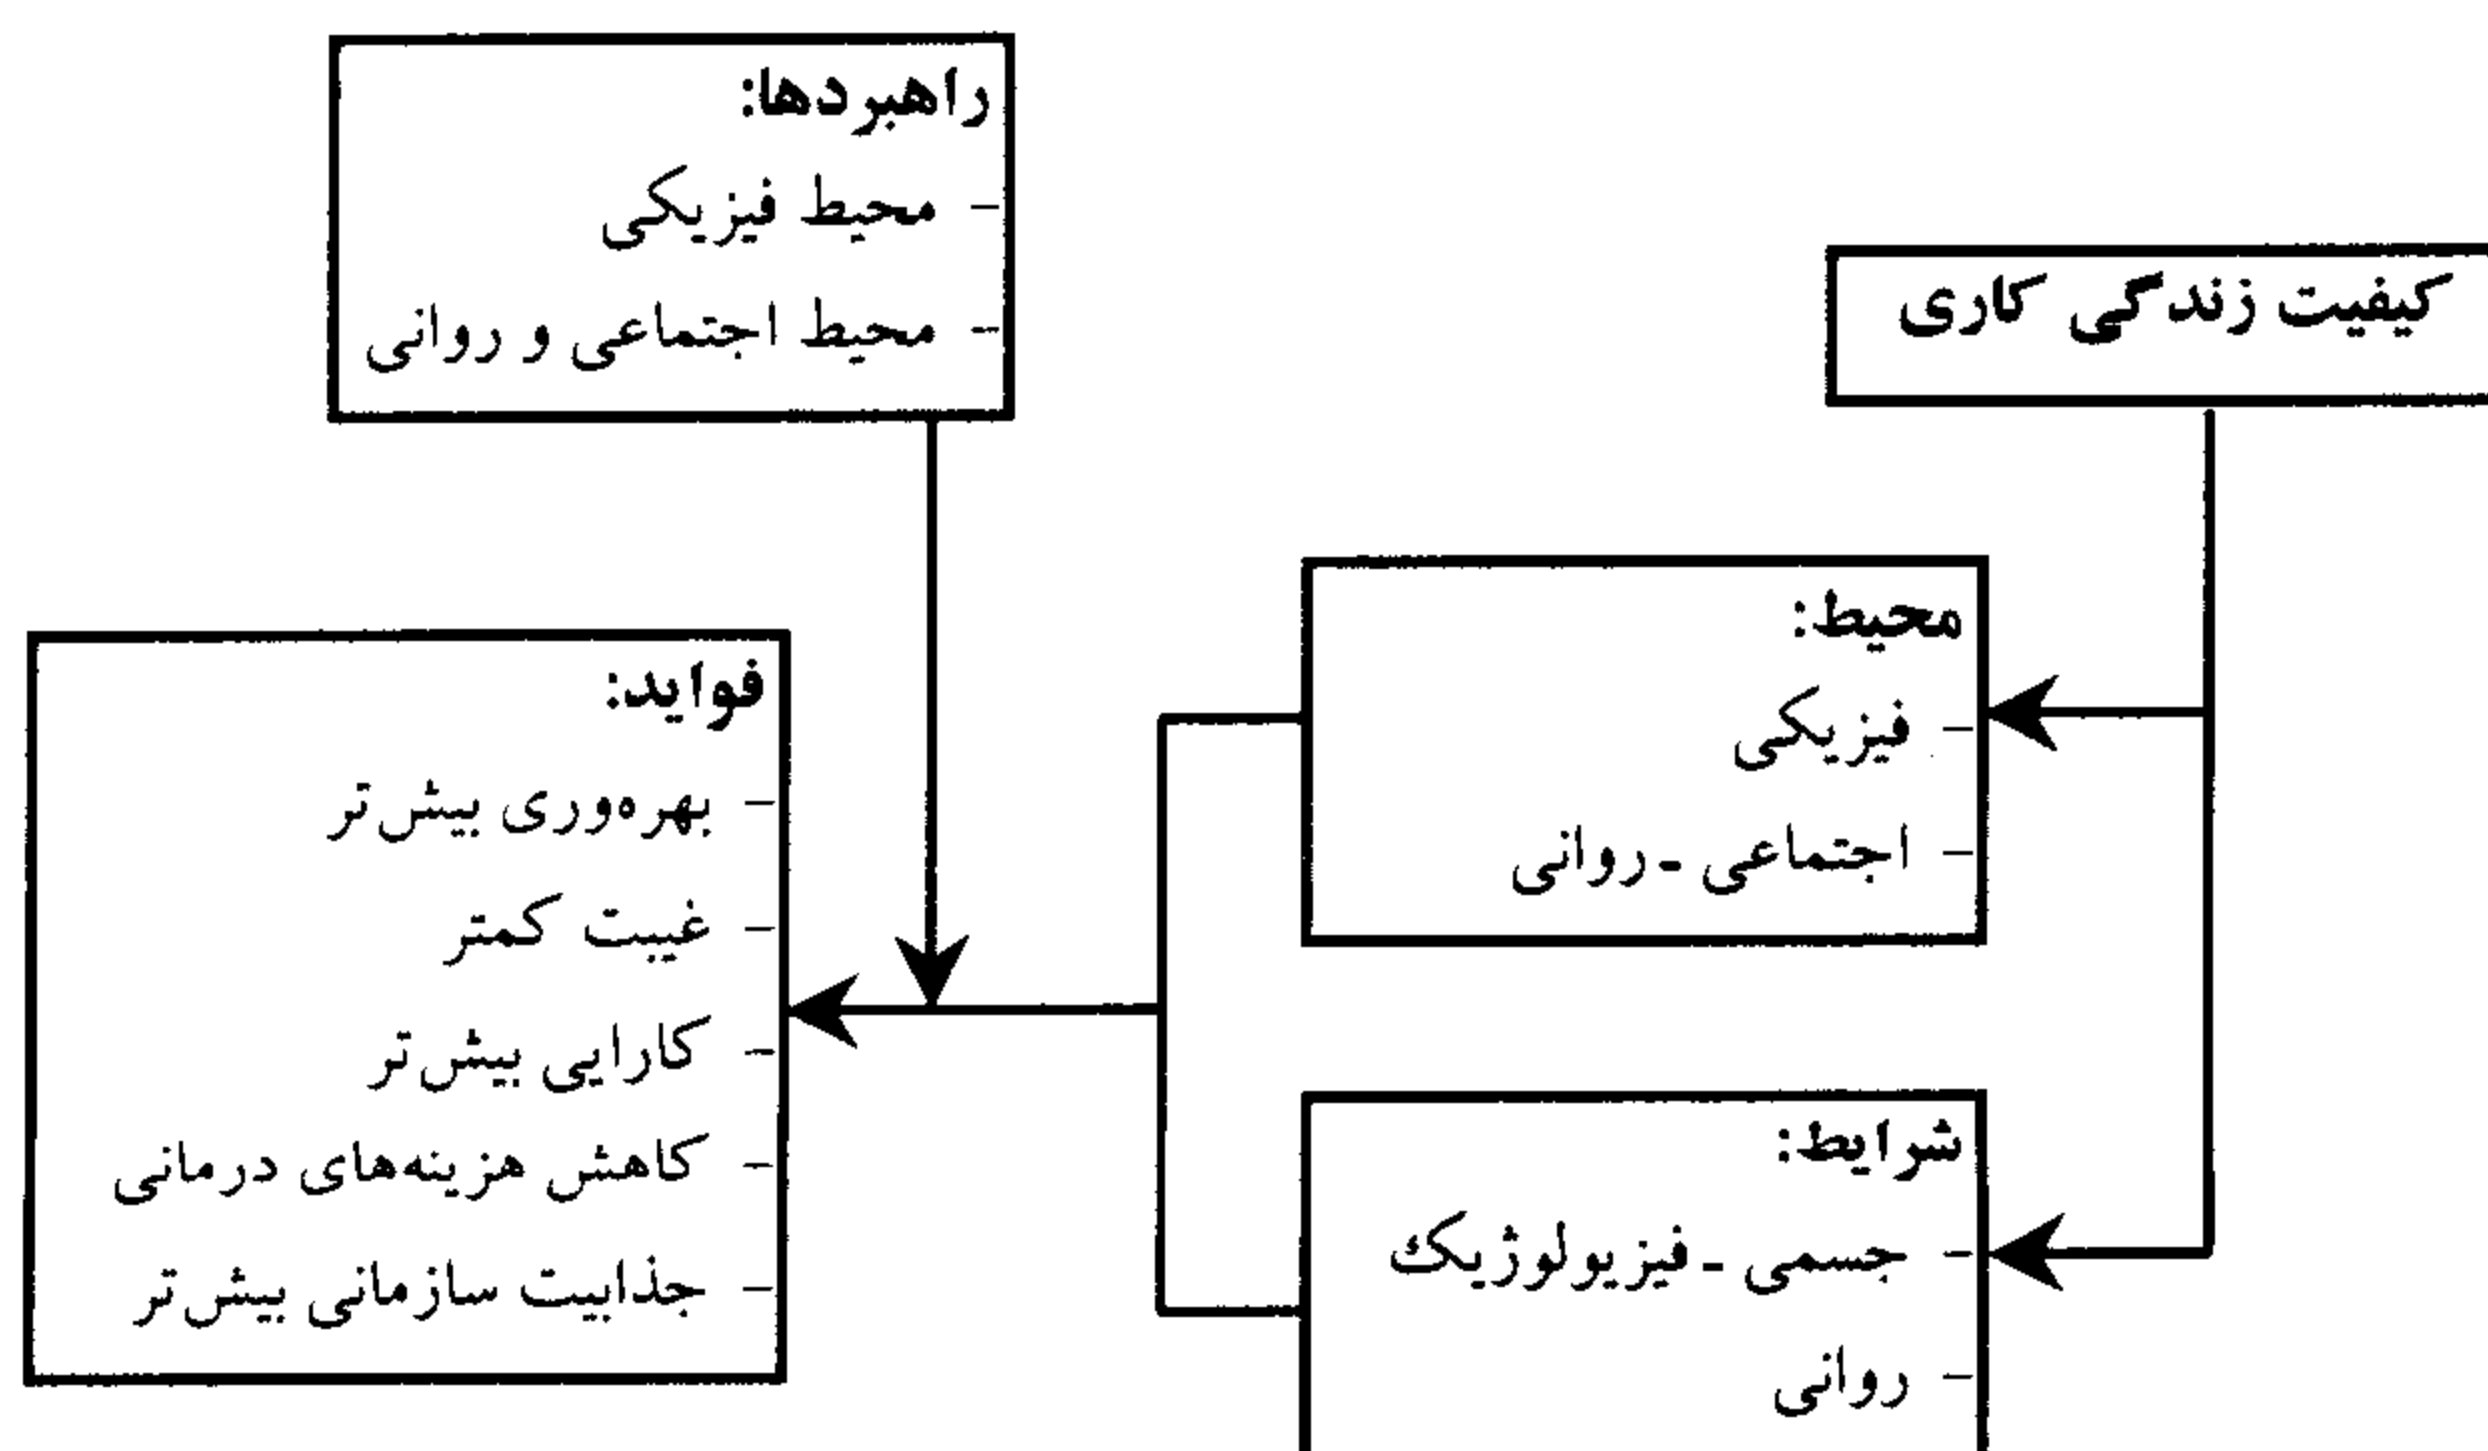 راهبردها:
– محیط فیزیکی
– محیط اجتماعی و روانی
کیفیت زندگی کاری
محیط:
– فیزیکی
– اجتماعی ـ روانی
شرایط:
– جسمی ـ فیزیولوژیک
– روانی
فواید:
– بهره‌وری بیش‌تر
– غیبت کمتر
– کارایی بیش‌تر
– کاهش هزینه‌های درمانی
– جذابیت سازمانی بیش‌تر